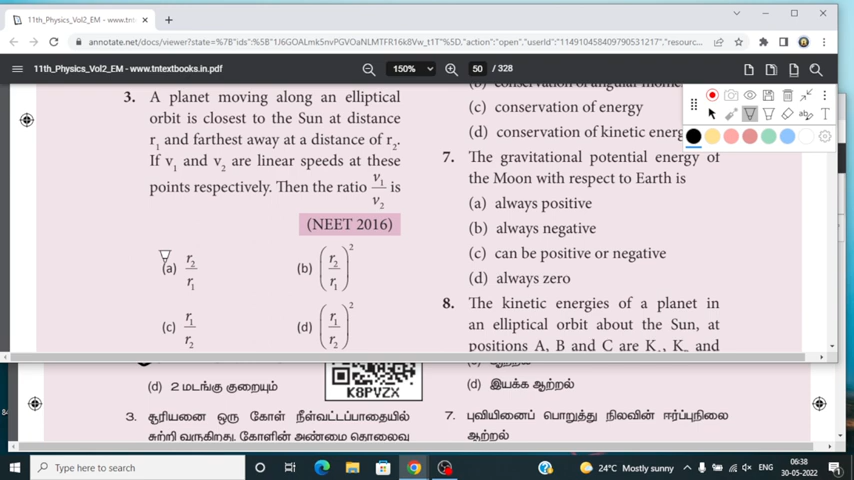 11th_Physics_Vol2_EM - www.tnt
annotate.net/docs/viewer?state=%7B"ids"%3A%5B"1J6GOALmk5nvPGVOaNLMTFR16k8Vw_t1T"%5D,"action":"open","userId":"114910458409790531217","resourc...
11th_Physics_Vol2_EM - www.tntextbooks.in.pdf
150%
50 / 328
3. A planet moving along an elliptical
orbit is closest to the Sun at distance
r₁ and farthest away at a distance of r₂.
If v₁ and v₂ are linear speeds at these
points respectively. Then the ratio v₁/v₂ is
(NEET 2016)
(a) r₂/r₁
(b) (r₂/r₁)²
(c) r₁/r₂
(d) (r₁/r₂)²
(c) conservation of energy
(d) conservation of kinetic energ
7. The gravitational potential energy of
the Moon with respect to Earth is
(a) always positive
(b) always negative
(c) can be positive or negative
(d) always zero
8. The kinetic energies of a planet in
an elliptical orbit about the Sun, at
positions A, B and C are K
and
(d) 2 மடங்கு குறையும்
K8PVZX
3. சூரியனை ஒரு கோள் நீள்வட்டப்பாதையில்
சுற்றி வருகிறது. கோளின் அண்மை தொலைவு
(d) இயக்க ஆற்றல்
7. புவியினைப் பொறுத்து நிலவின் ஈர்ப்புநிலை
ஆற்றல்
Type here to search
24°C Mostly sunny
ENG
06:38
30-05-2022